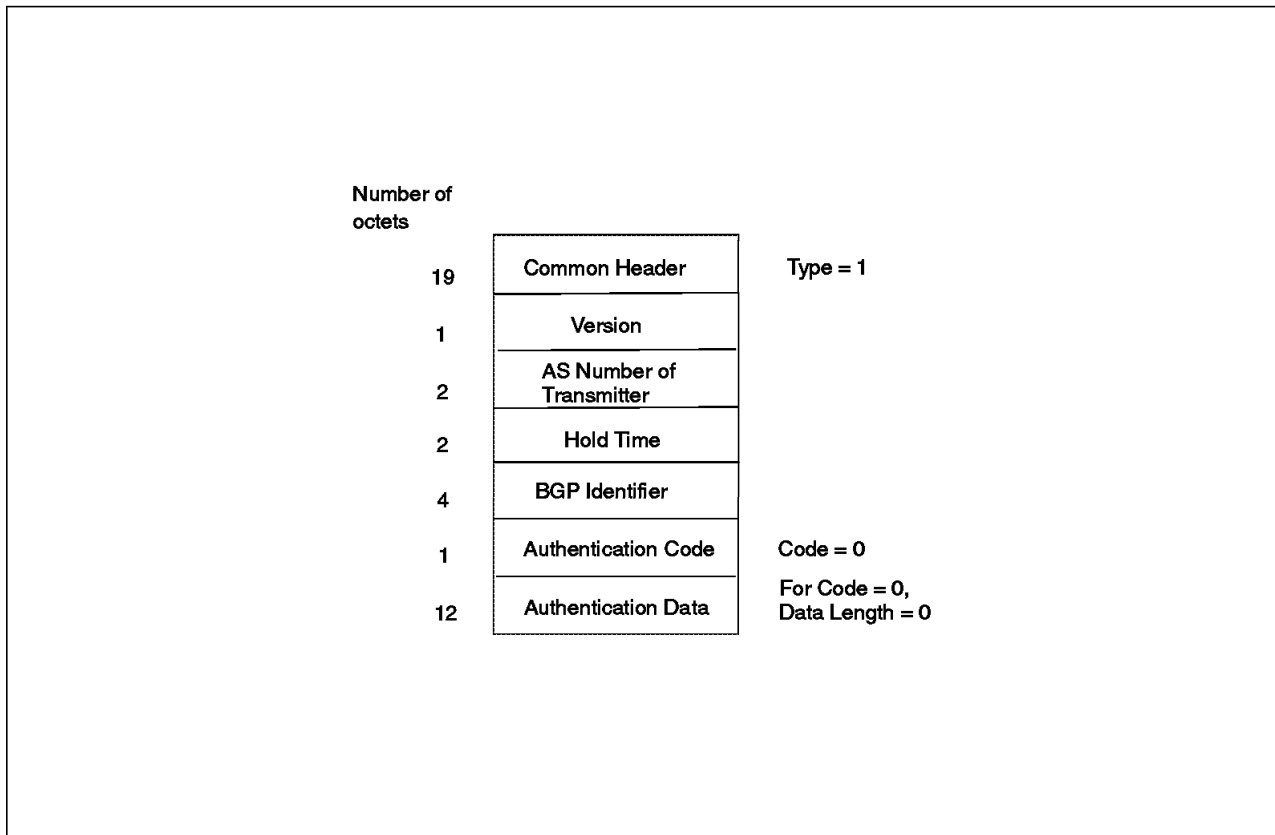 Number of
octets
19 Common Header Type = 1
1 Version
2 AS Number of
Transmitter
2 Hold Time
4 BGP Identifier
1 Authentication Code Code = 0
12 Authentication Data For Code = 0,
Data Length = 0